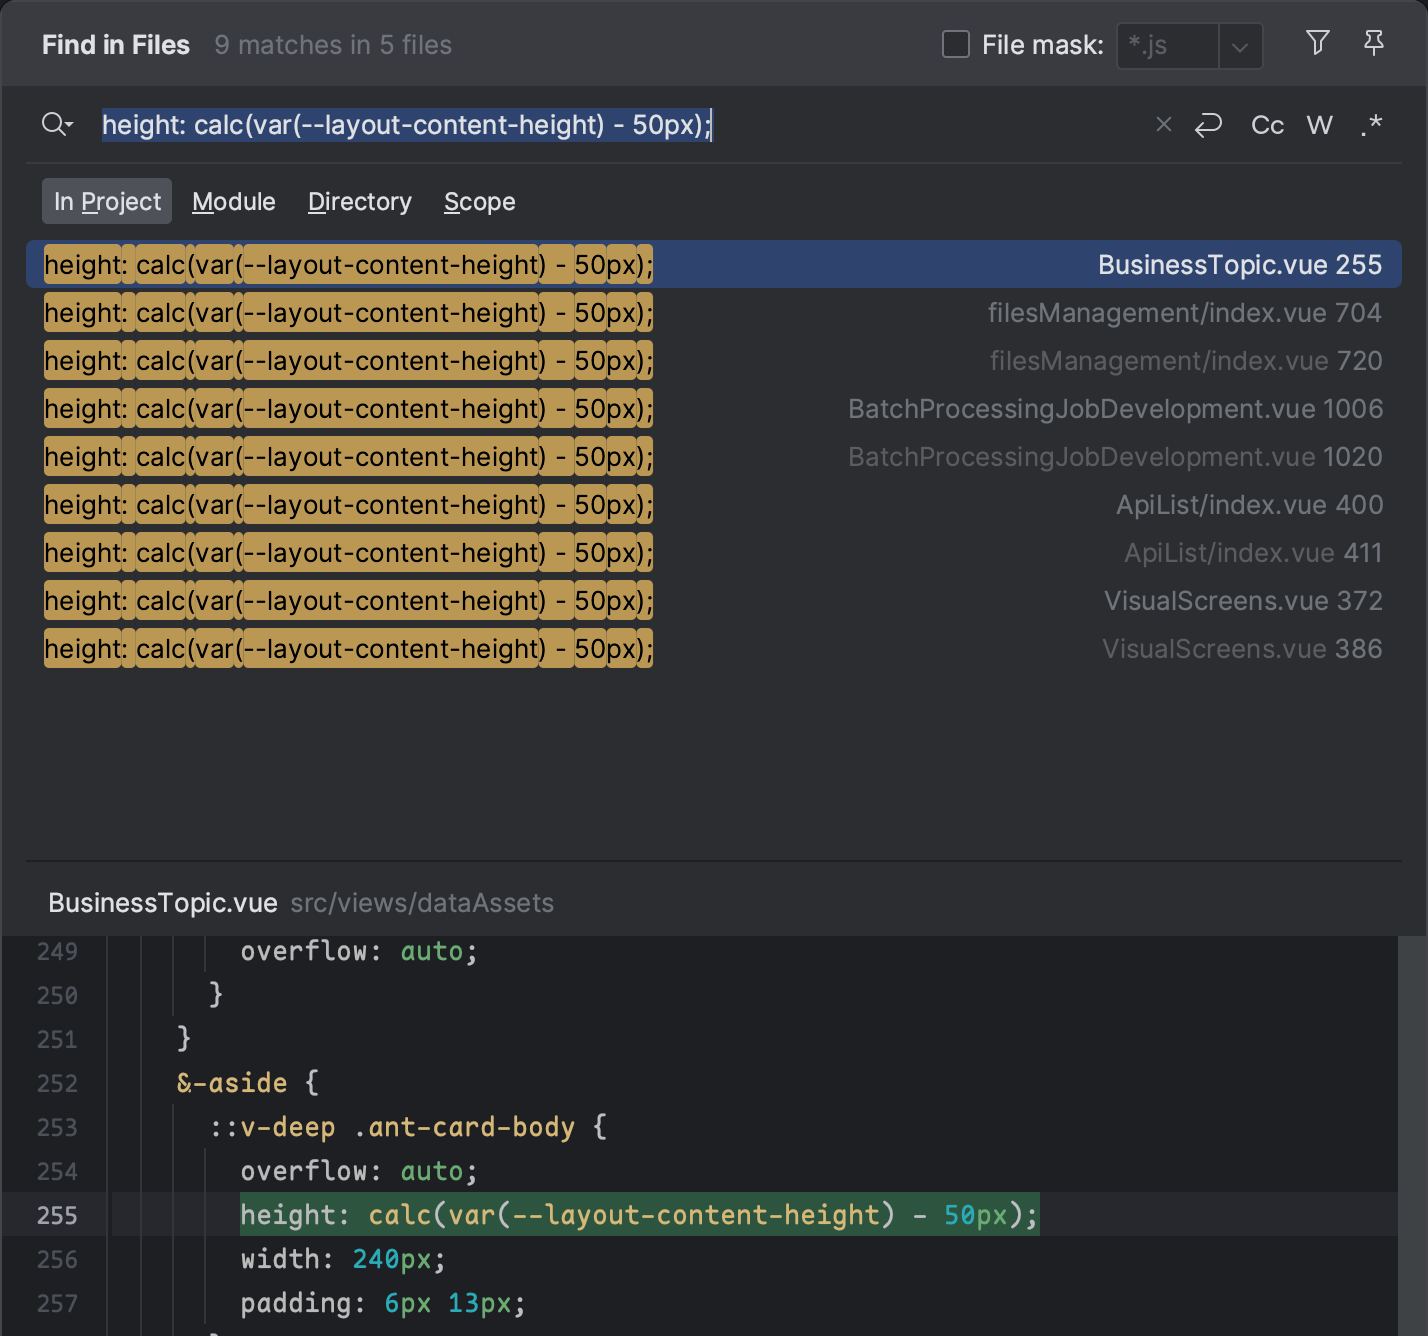 Find in Files 9 matches in 5 files File mask: *.js
height: calc(var(--layout-content-height) - 50px); Cc W .*
In Project Module Directory Scope
height: calc(var(--layout-content-height) - 50px); BusinessTopic.vue 255
height: calc(var(--layout-content-height) - 50px); filesManagement/index.vue 704
height: calc(var(--layout-content-height) - 50px); filesManagement/index.vue 720
height: calc(var(--layout-content-height) - 50px); BatchProcessingJobDevelopment.vue 1006
height: calc(var(--layout-content-height) - 50px); BatchProcessingJobDevelopment.vue 1020
height: calc(var(--layout-content-height) - 50px); ApiList/index.vue 400
height: calc(var(--layout-content-height) - 50px); ApiList/index.vue 411
height: calc(var(--layout-content-height) - 50px); VisualScreens.vue 372
height: calc(var(--layout-content-height) - 50px); VisualScreens.vue 386
BusinessTopic.vue src/views/dataAssets
249 overflow: auto;
250 }
251 }
252 &-aside {
253 ::v-deep .ant-card-body {
254 overflow: auto;
255 height: calc(var(--layout-content-height) - 50px);
256 width: 240px;
257 padding: 6px 13px;